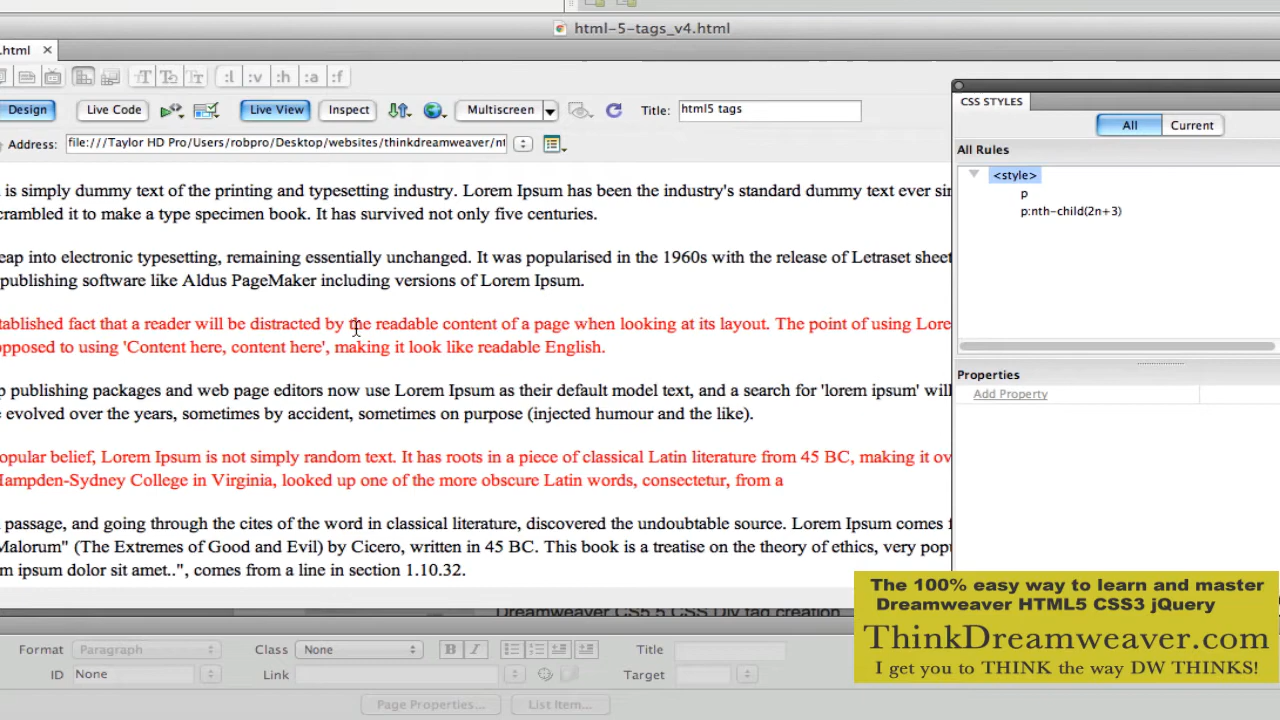 html-5-tags_v4.html
.html
:l :v :h :a :f
Design Live Code Live View Inspect Multiscreen Title: html5 tags
Address: file:///Taylor HD Pro/Users/robpro/Desktop/websites/thinkdreamweaver/nt
CSS STYLES
All Current
All Rules
<style>
p
p:nth-child(2n+3)
Properties
Add Property
is simply dummy text of the printing and typesetting industry. Lorem Ipsum has been the industry's standard dummy text ever
crambled it to make a type specimen book. It has survived not only five centuries.
eap into electronic typesetting, remaining essentially unchanged. It was popularised in the 1960s with the release of Letraset sheet
publishing software like Aldus PageMaker including versions of Lorem Ipsum.
tablished fact that a reader will be distracted by the readable content of a page when looking at its layout. The point of using Lore
opposed to using 'Content here, content here', making it look like readable English.
p publishing packages and web page editors now use Lorem Ipsum as their default model text, and a search for 'lorem ipsum' will
e evolved over the years, sometimes by accident, sometimes on purpose (injected humour and the like).
opular belief, Lorem Ipsum is not simply random text. It has roots in a piece of classical Latin literature from 45 BC, making it ov
Hampden-Sydney College in Virginia, looked up one of the more obscure Latin words, consectetur, from a
passage, and going through the cites of the word in classical literature, discovered the undoubtable source. Lorem Ipsum comes f
Malorum" (The Extremes of Good and Evil) by Cicero, written in 45 BC. This book is a treatise on the theory of ethics, very popu
m ipsum dolor sit amet..", comes from a line in section 1.10.32.
Dreamweaver CS5.5 CSS Div tag creation
Format Paragraph Class None B I Title
ID None Link Target
Page Properties... List Item...
The 100% easy way to learn and master
Dreamweaver HTML5 CSS3 jQuery
ThinkDreamweaver.com
I get you to THINK the way DW THINKS!